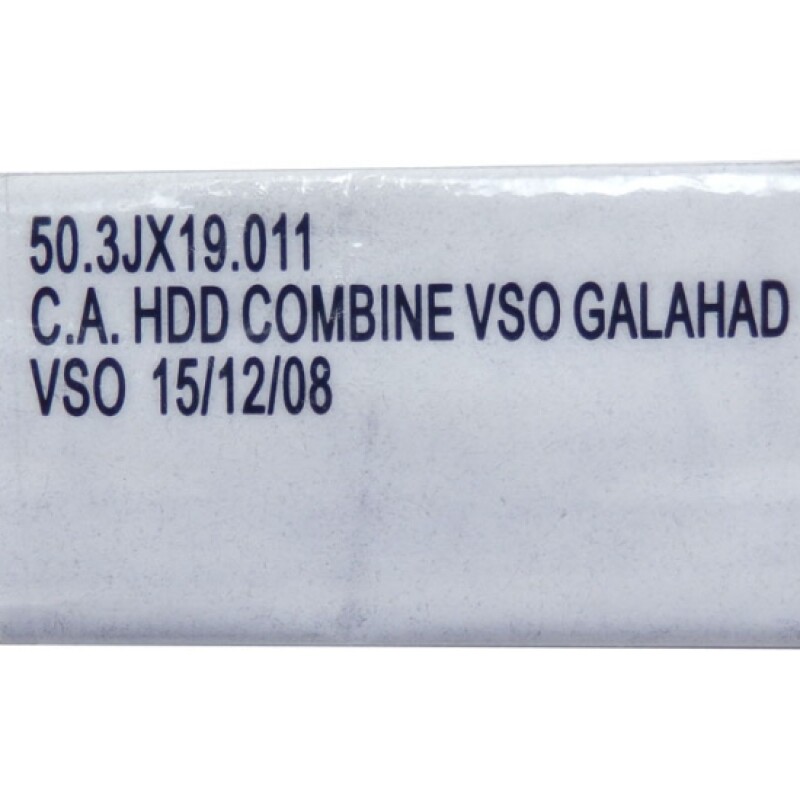 50.3JX19.011
C.A. HDD COMBINE VSO GALAHAD
VSO 15/12/08